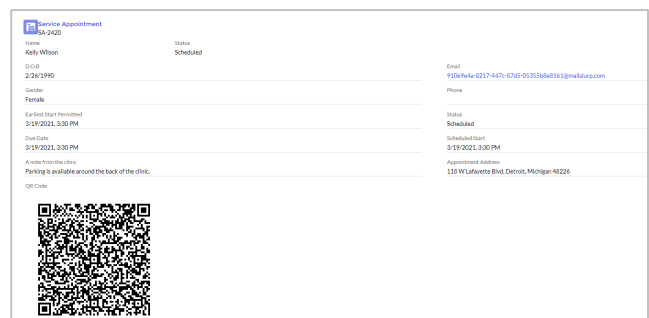 Service Appointment
SA-2420
Name
Status
Kelly Wilson
Scheduled
D.O.B
Email
2/26/1990
910e9e4a-8217-447c-87d5-05355b8e8161@mailslurp.com
Gender
Phone
Female
Earliest Start Permitted
Status
3/19/2021, 3:30 PM
Scheduled
Due Date
Scheduled Start
3/19/2021, 3:30 PM
3/19/2021, 3:30 PM
A note from the clinic
Appointment Address
Parking is available around the back of the clinic.
118 W Lafayette Blvd, Detroit, Michigan 48226
QR Code